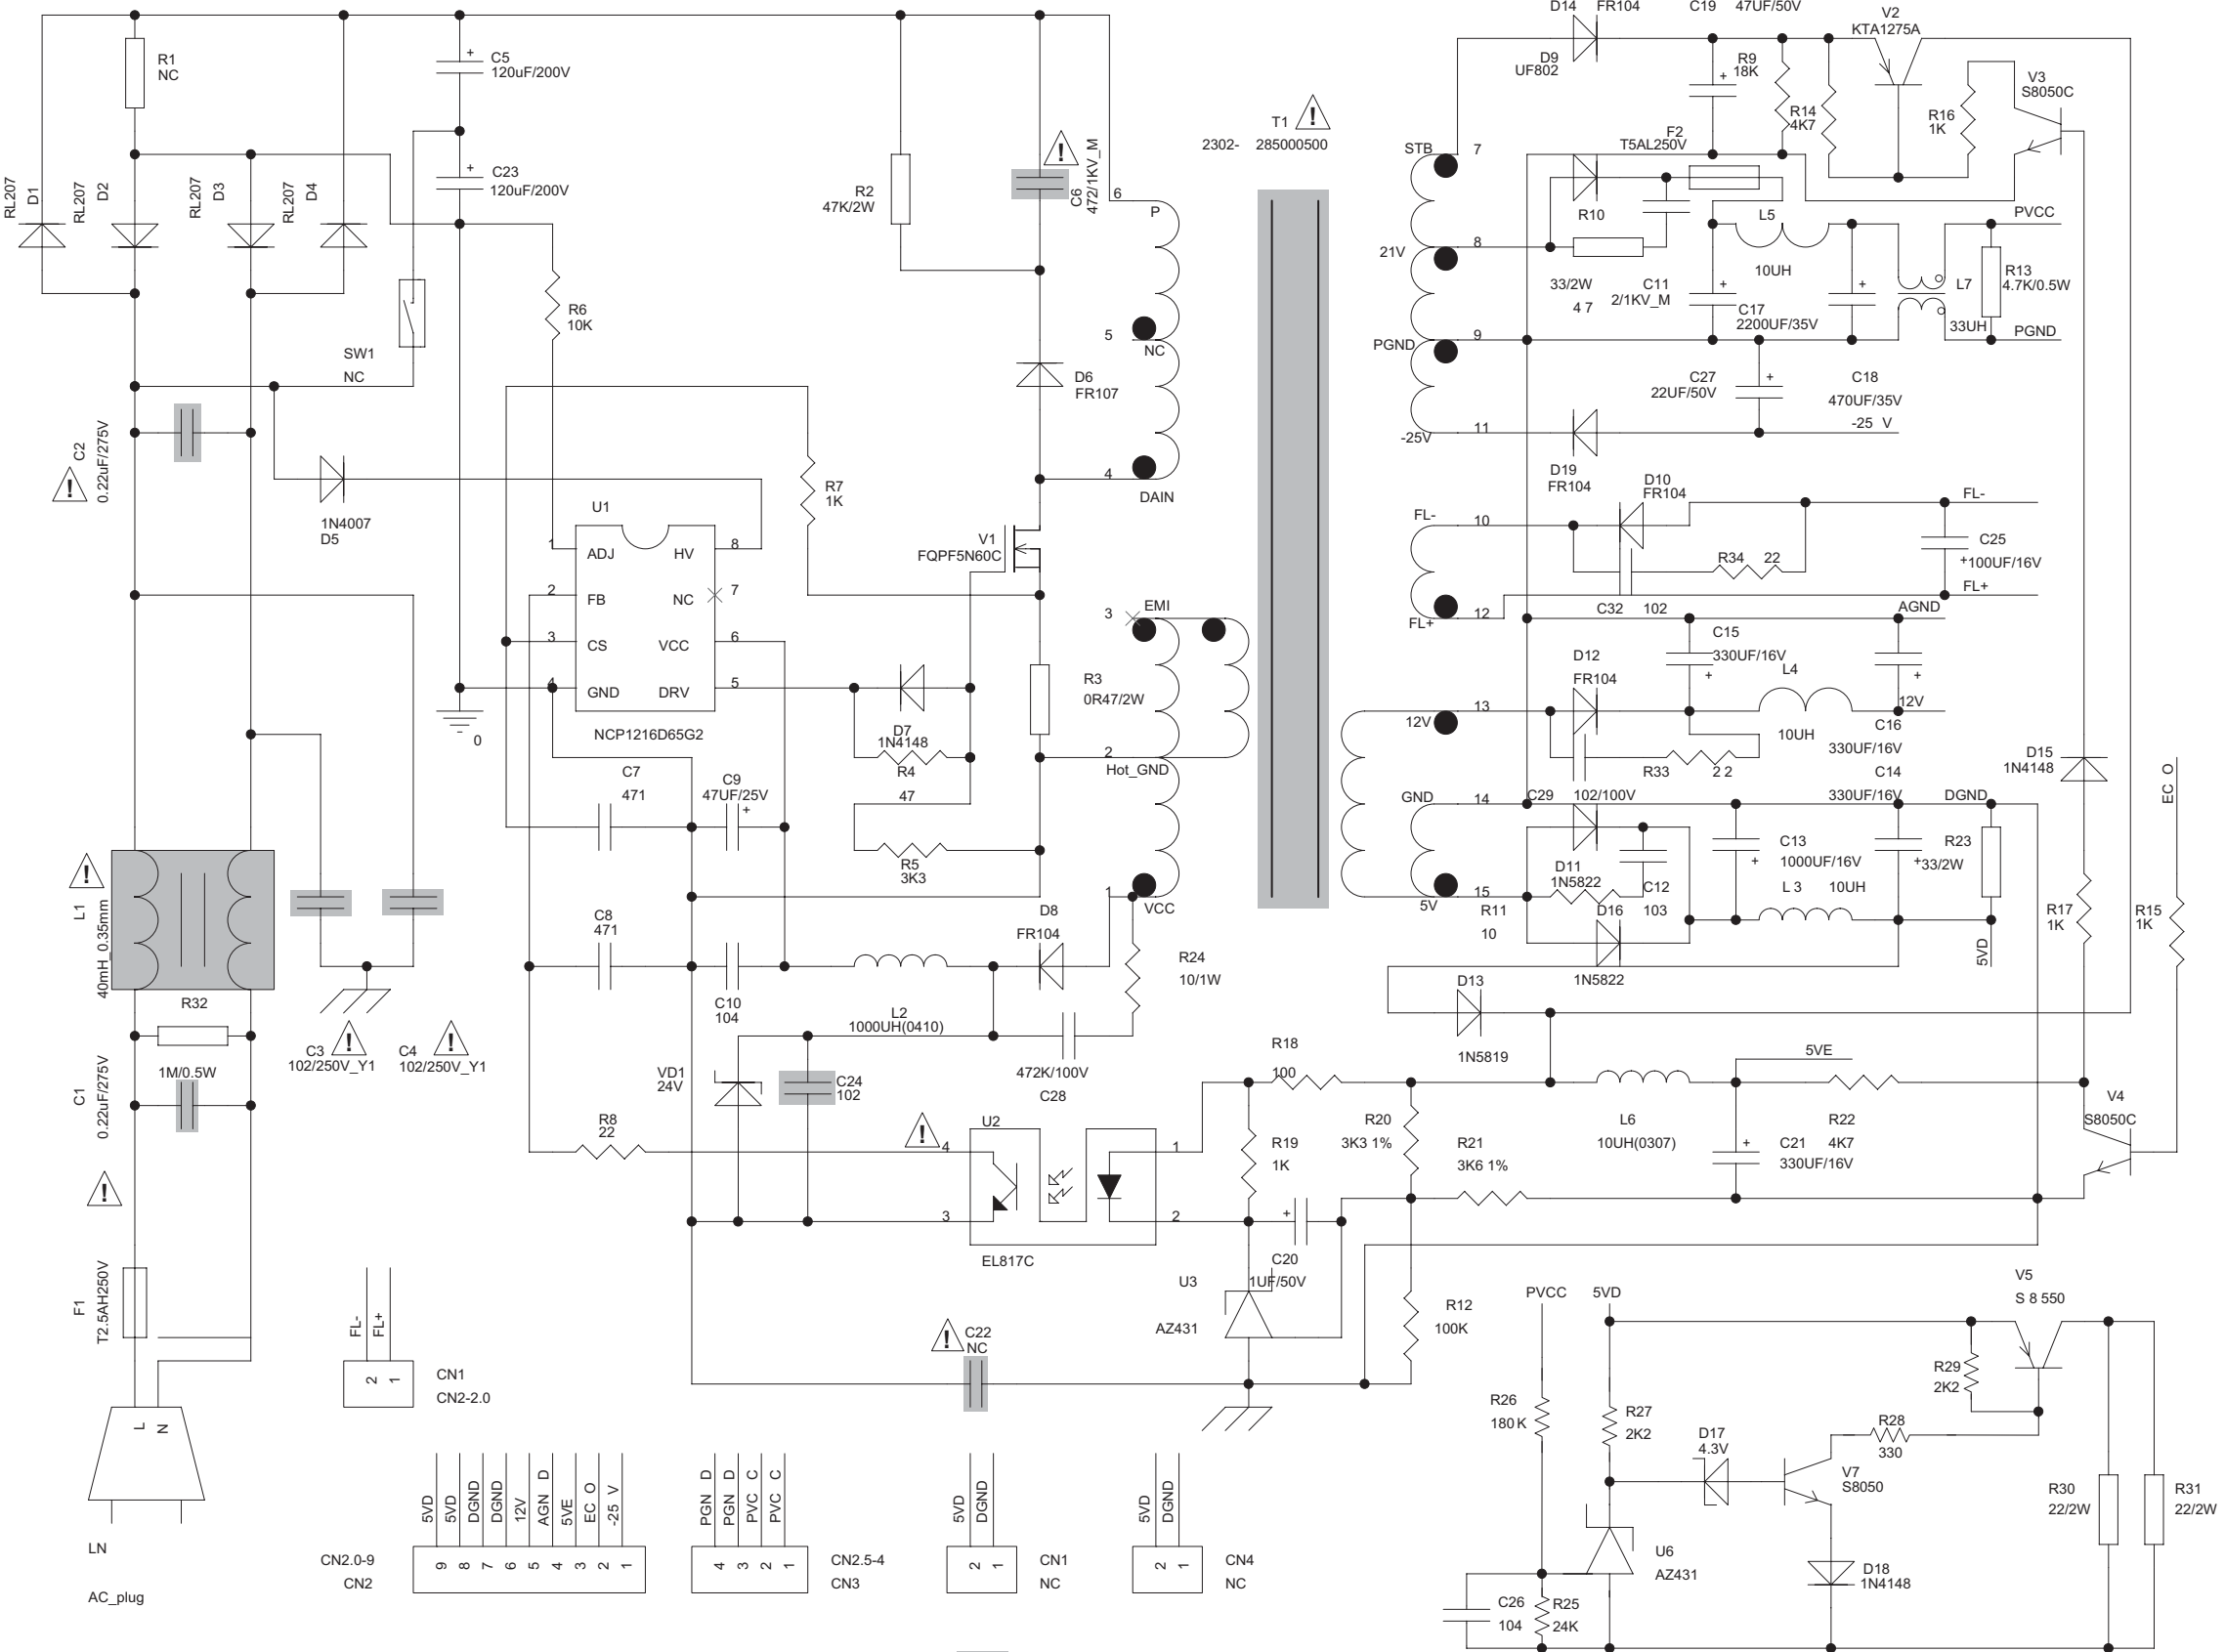 D14 FR104
C19 47UF/50V
V2
KTA1275A
R1
NC
C5
120uF/200V
D9
UF802
R9
18K
V3
S8050C
R14
4K7
R16
1K
T1
2302- 285000500
F2
T5AL250V
STB
7
C6
472/1KV_M
6
P
RL207
D1
RL207
D2
RL207
D3
RL207
D4
C23
120uF/200V
R2
47K/2W
R10
L5
PVCC
21V
8
10UH
33/2W
4 7
C11
2/1KV_M
C17
2200UF/35V
L7
33UH
R13
4.7K/0.5W
PGND
R6
10K
SW1
NC
5
NC
PGND
9
D6
FR107
C27
22UF/50V
C18
470UF/35V
-25 V
-25V
11
C2
0.22uF/275V
1N4007
D5
R7
1K
4
DAIN
D19
FR104
D10
FR104
FL-
U1
1
ADJ
HV
8
2
FB
NC
7
3
CS
VCC
6
4
GND
DRV
5
NCP1216D65G2
V1
FQPF5N60C
FL-
10
R34 22
C25
+100UF/16V
FL+
12
FL+
C32 102
AGND
3
EMI
C15
330UF/16V
D12
FR104
L4
10UH
12V
C16
330UF/16V
R3
0R47/2W
12V
13
R33 2 2
0
D7
1N4148
R4
47
2
Hot_GND
D15
1N4148
EC O
C7
471
C9
47UF/25V
C14
330UF/16V
GND
14
C29 102/100V
DGND
R5
3K3
D11
1N5822
C12
103
C13
1000UF/16V
R23
33/2W
L 3 10UH
L1
40mH_0.35mm
1
VCC
5V
15
R11
10
D16
1N5822
R17
1K
R15
1K
5VD
C8
471
C10
104
D8
FR104
R24
10/1W
R32
1M/0.5W
C3
102/250V_Y1
C4
102/250V_Y1
L2
1000UH(0410)
D13
1N5819
C1
0.22uF/275V
VD1
24V
C24
102
472K/100V
C28
R18
100
5VE
R8
22
U2
4
3
1
2
EL817C
R19
1K
R20
3K3 1%
R21
3K6 1%
L6
10UH(0307)
C21
330UF/16V
R22
4K7
V4
S8050C
C20
1UF/50V
U3
AZ431
R12
100K
F1
T2.5AH250V
FL-
FL+
2 1
CN1
CN2-2.0
C22
NC
PVCC
5VD
V5
S 8 550
R29
2K2
R26
180 K
R27
2K2
D17
4.3V
R28
330
V7
S8050
R30
22/2W
R31
22/2W
L N
LN
AC_plug
5VD
5VD
DGND
DGND
12V
AGN D
5VE
EC O
-25 V
9 8 7 6 5 4 3 2 1
CN2.0-9
CN2
PGN D
PGN D
PVC C
PVC C
4 3 2 1
CN2.5-4
CN3
5VD
DGND
2 1
CN1
NC
5VD
DGND
2 1
CN4
NC
U6
AZ431
D18
1N4148
C26
104
R25
24K